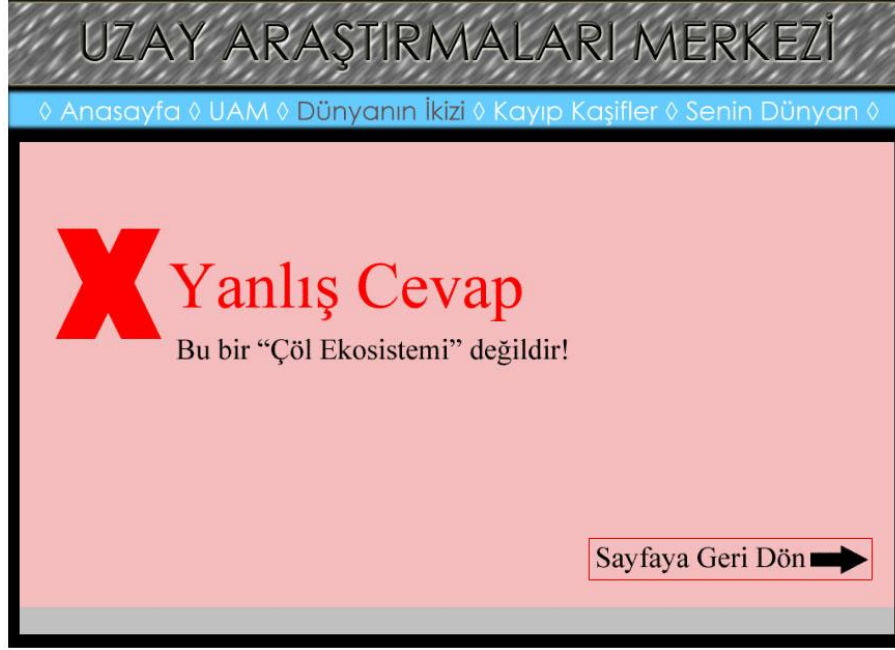 UZAY ARAŞTIRMALARI MERKEZİ
◊ Anasayfa ◊ UAM ◊ Dünyanın İkizi ◊ Kayıp Kaşifler ◊ Senin Dünyan ◊
X Yanlış Cevap
Bu bir “Çöl Ekosistemi” değildir!
Sayfaya Geri Dön